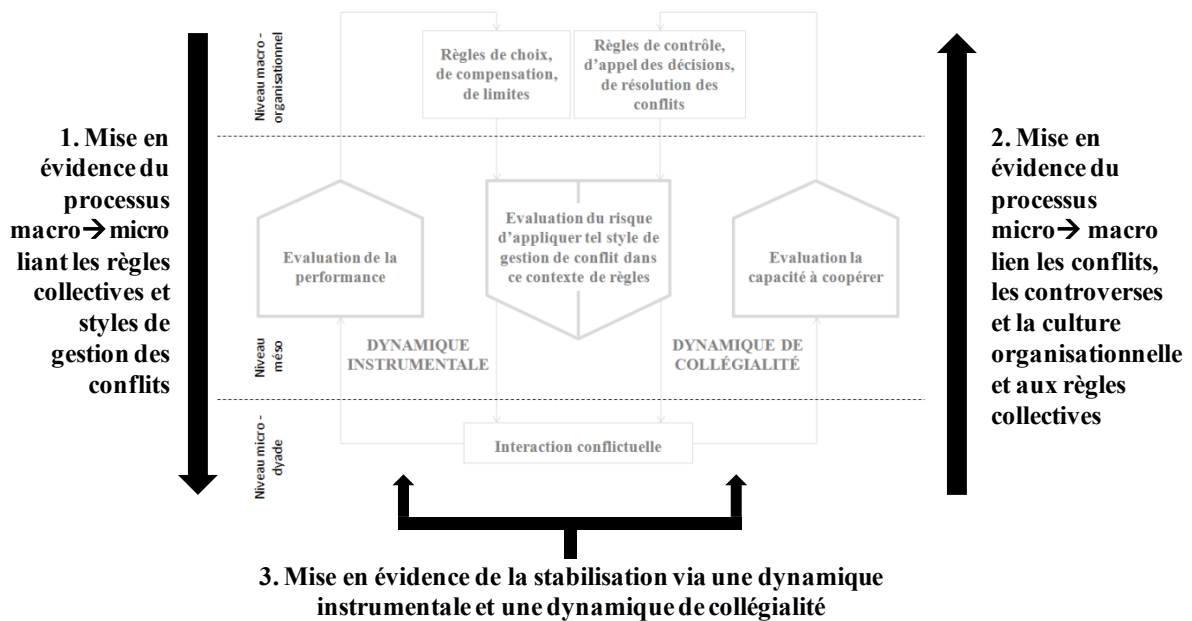 Niveau macro -
organisationnel
Règles de choix,
de compensation,
de limites
Règles de contrôle,
d'appel des décisions,
de résolution des
conflits
1. Mise en
évidence du
processus
macro→micro
liant les règles
collectives et
styles de
gestion des
conflits
Niveau méso
Evaluation de la
performance
Evaluation du risque
d'appliquer tel style de
gestion de conflit dans
ce contexte de règles
Evaluation la
capacité à coopérer
DYNAMIQUE
INSTRUMENTALE
DYNAMIQUE DE
COLLÉGIALITÉ
2. Mise en
évidence du
processus
micro→ macro
lien les conflits,
les controverses
et la culture
organisationnelle
et aux règles
collectives
Niveau micro -
dyade
Interaction conflictuelle
3. Mise en évidence de la stabilisation via une dynamique
instrumentale et une dynamique de collégialité